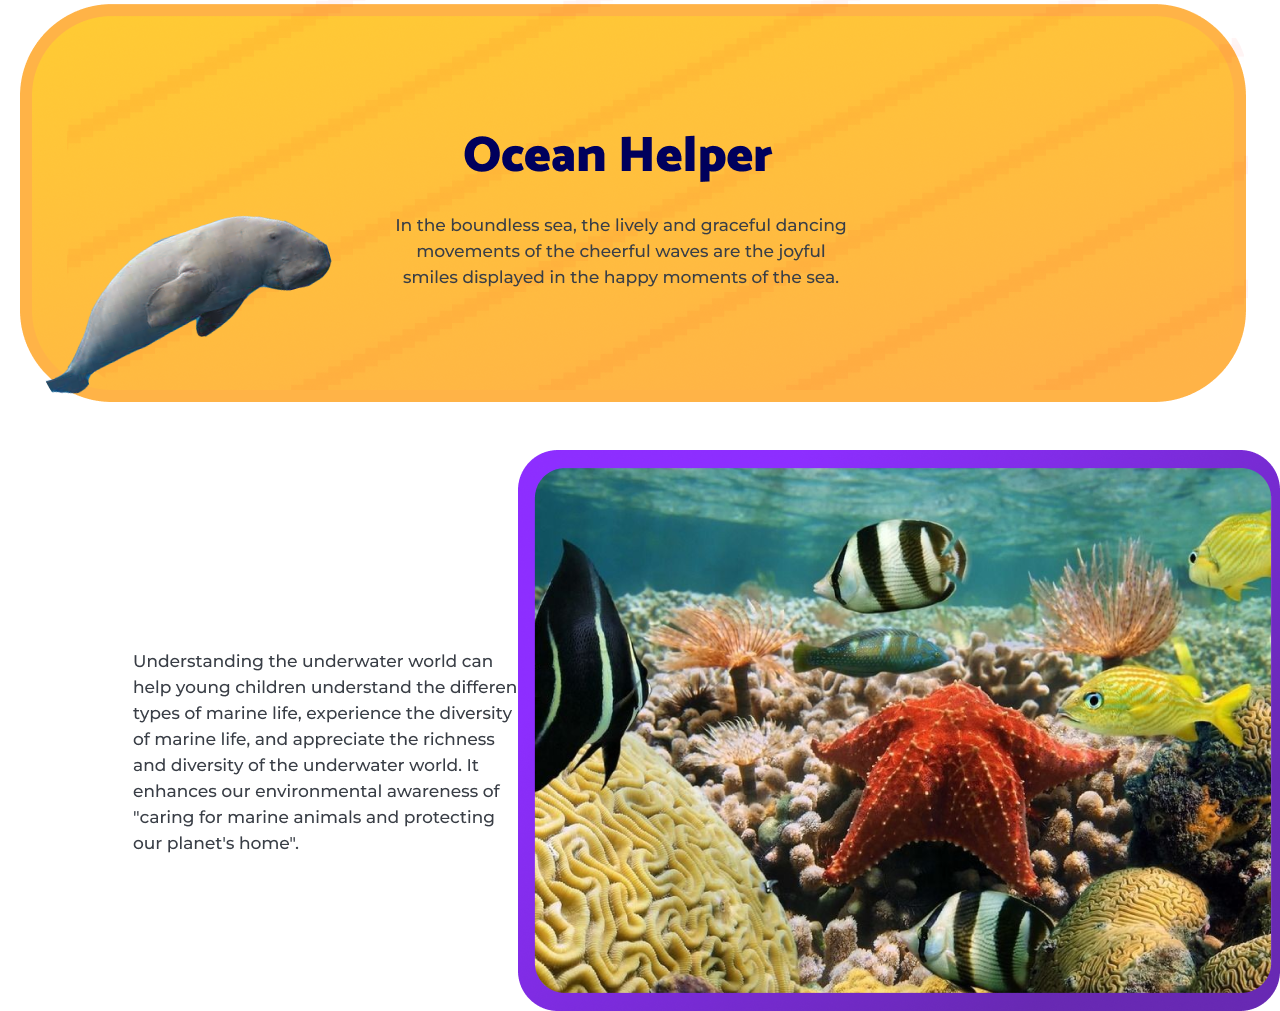 Ocean Helper
In the boundless sea, the lively and graceful dancing
movements of the cheerful waves are the joyful
smiles displayed in the happy moments of the sea.
Understanding the underwater world can
help young children understand the differen
types of marine life, experience the diversity
of marine life, and appreciate the richness
and diversity of the underwater world. It
enhances our environmental awareness of
"caring for marine animals and protecting
our planet's home".